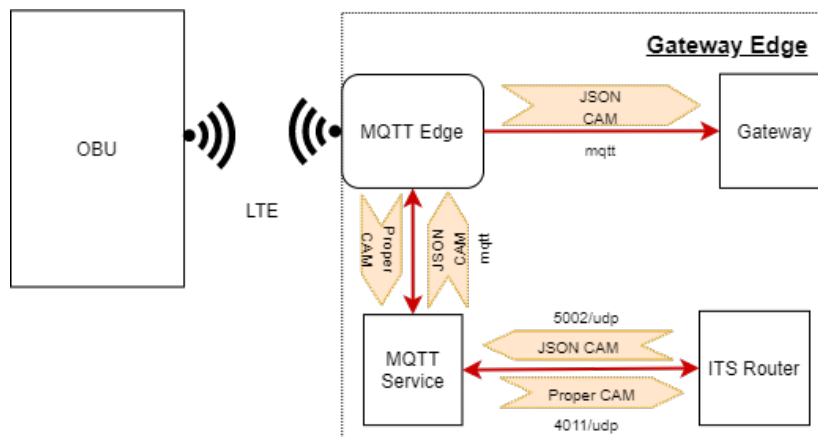 Gateway Edge
OBU
LTE
MQTT Edge
JSON
CAM
mqtt
Gateway
Proper
CAM
JSON
CAM
mqtt
MQTT
Service
5002/udp
JSON CAM
Proper CAM
4011/udp
ITS Router